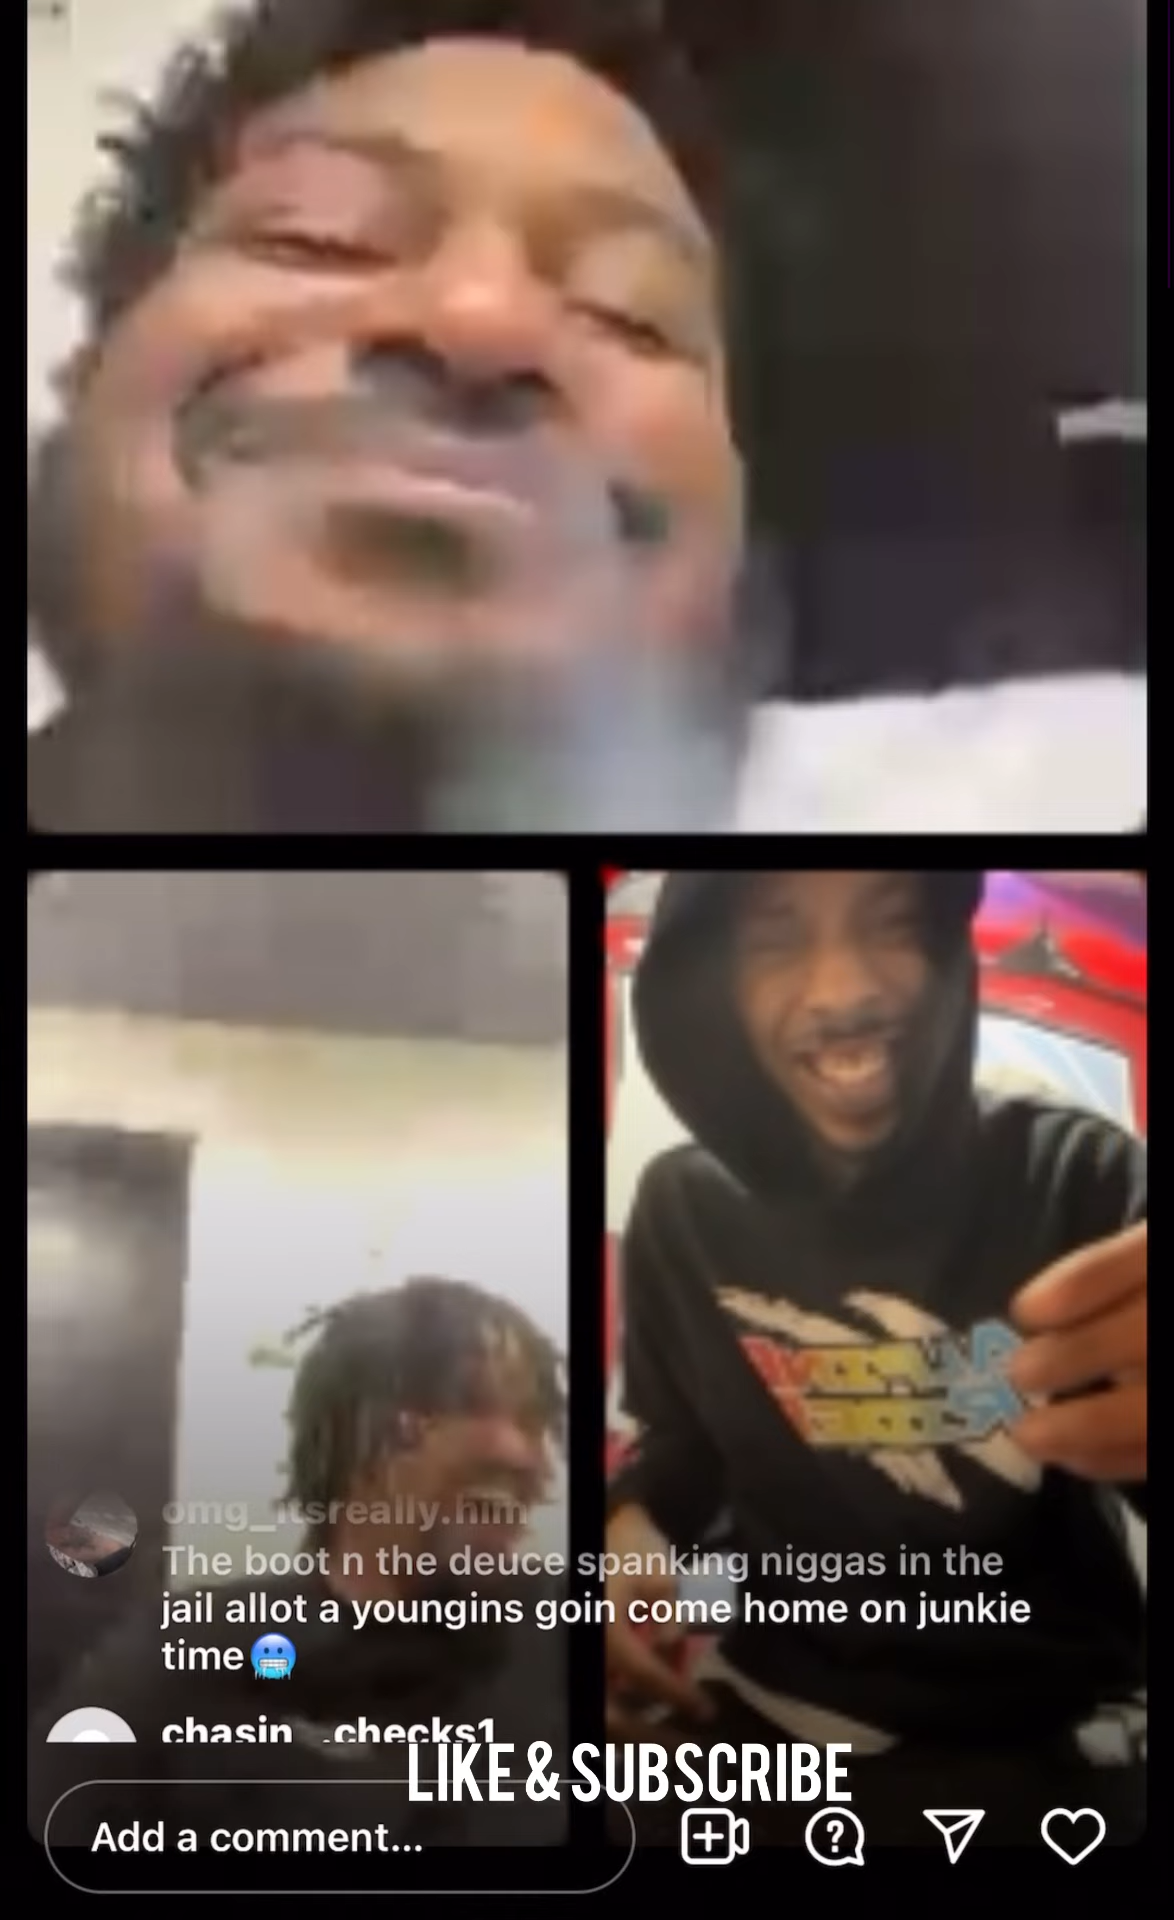 omg_itsreally.him
The boot n the deuce spanking niggas in the
jail allot a youngins goin come home on junkie
time🥶
chasin__.checks1
LIKE & SUBSCRIBE
Add a comment...